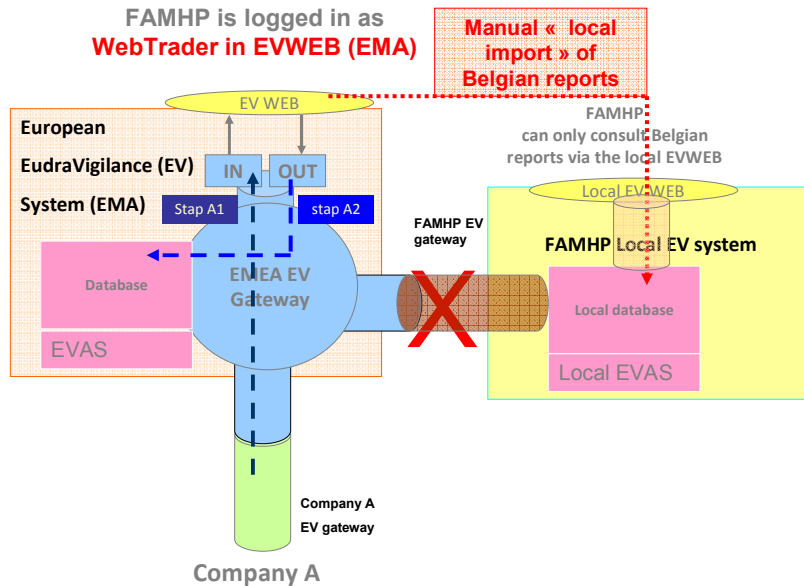 FAMHP is logged in as
WebTrader in EVWEB (EMA)
Manual « local
import » of
Belgian reports
EV WEB
FAMHP
can only consult Belgian
reports via the local EVWEB
European
EudraVigilance (EV)
System (EMA)
IN
OUT
Stap A1
stap A2
Local EV WEB
FAMHP EV
gateway
FAMHP Local EV system
Database
EMEA EV
Gateway
Local database
EVAS
Local EVAS
Company A
EV gateway
Company A